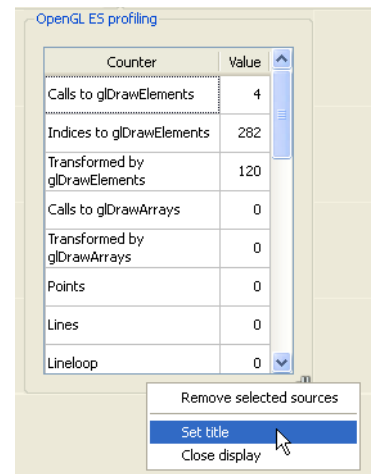 OpenGL ES profiling
Counter Value
Calls to glDrawElements 4
Indices to glDrawElements 282
Transformed by
glDrawElements 120
Calls to glDrawArrays 0
Transformed by
glDrawArrays 0
Points 0
Lines 0
Lineloop 0
Remove selected sources
Set title
Close display